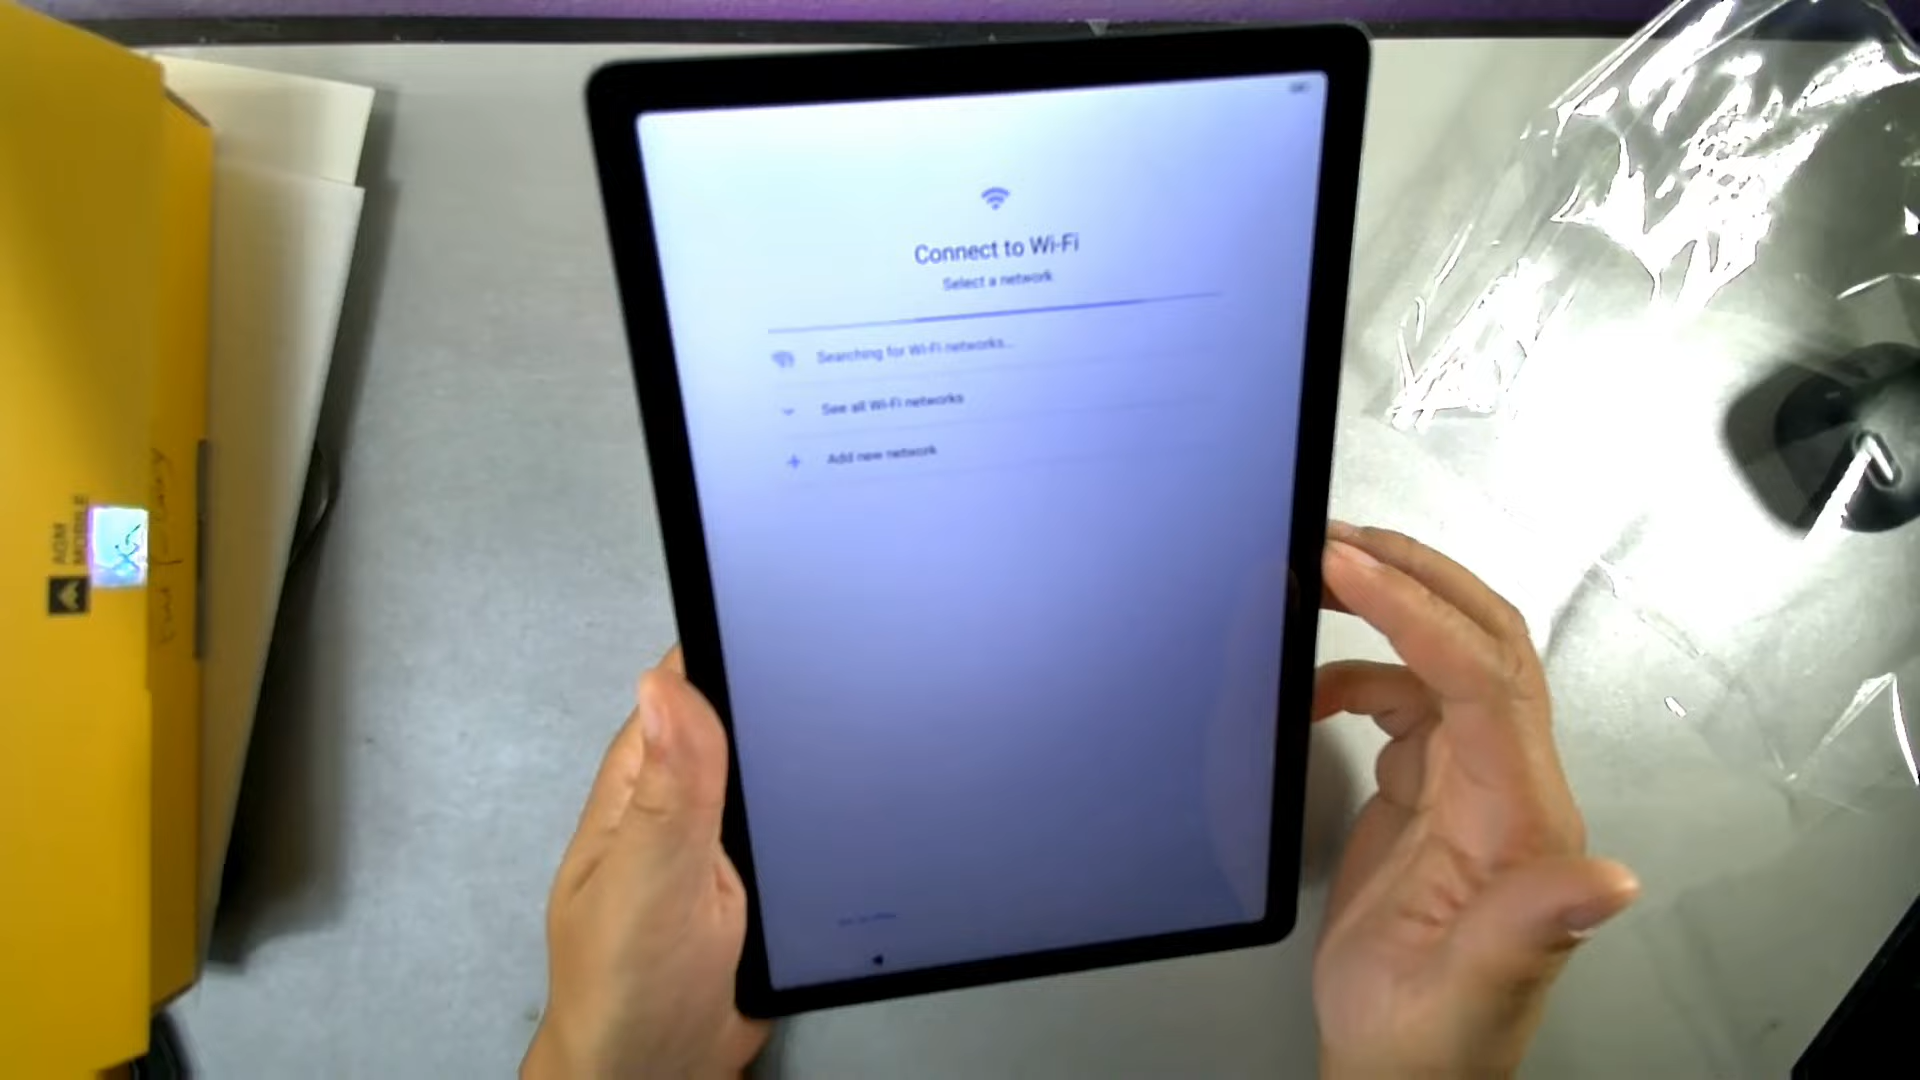 Connect to Wi-Fi
Select a network
Searching for Wi-Fi networks...
See all Wi-Fi networks
Add new network
AGM
MOBILE